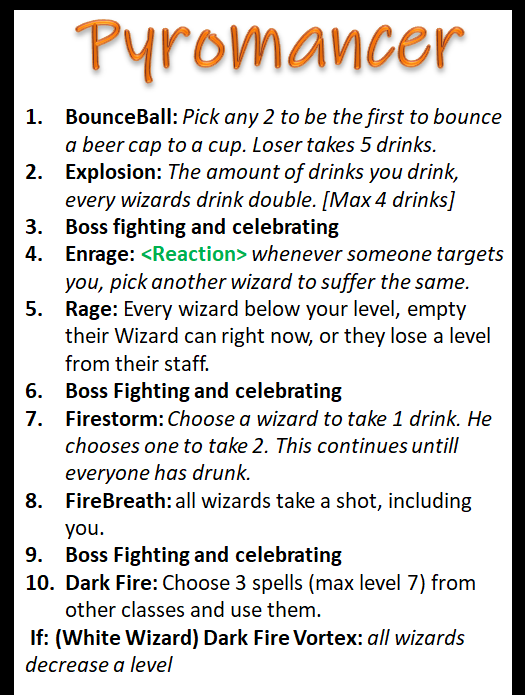 Pyromancer
1. BounceBall: Pick any 2 to be the first to bounce
a beer cap to a cup. Loser takes 5 drinks.
2. Explosion: The amount of drinks you drink,
every wizards drink double. [Max 4 drinks]
3. Boss fighting and celebrating
4. Enrage: <Reaction> whenever someone targets
you, pick another wizard to suffer the same.
5. Rage: Every wizard below your level, empty
their Wizard can right now, or they lose a level
from their staff.
6. Boss Fighting and celebrating
7. Firestorm: Choose a wizard to take 1 drink. He
chooses one to take 2. This continues untill
everyone has drunk.
8. FireBreath: all wizards take a shot, including
you.
9. Boss Fighting and celebrating
10. Dark Fire: Choose 3 spells (max level 7) from
other classes and use them.
If: (White Wizard) Dark Fire Vortex: all wizards
decrease a level